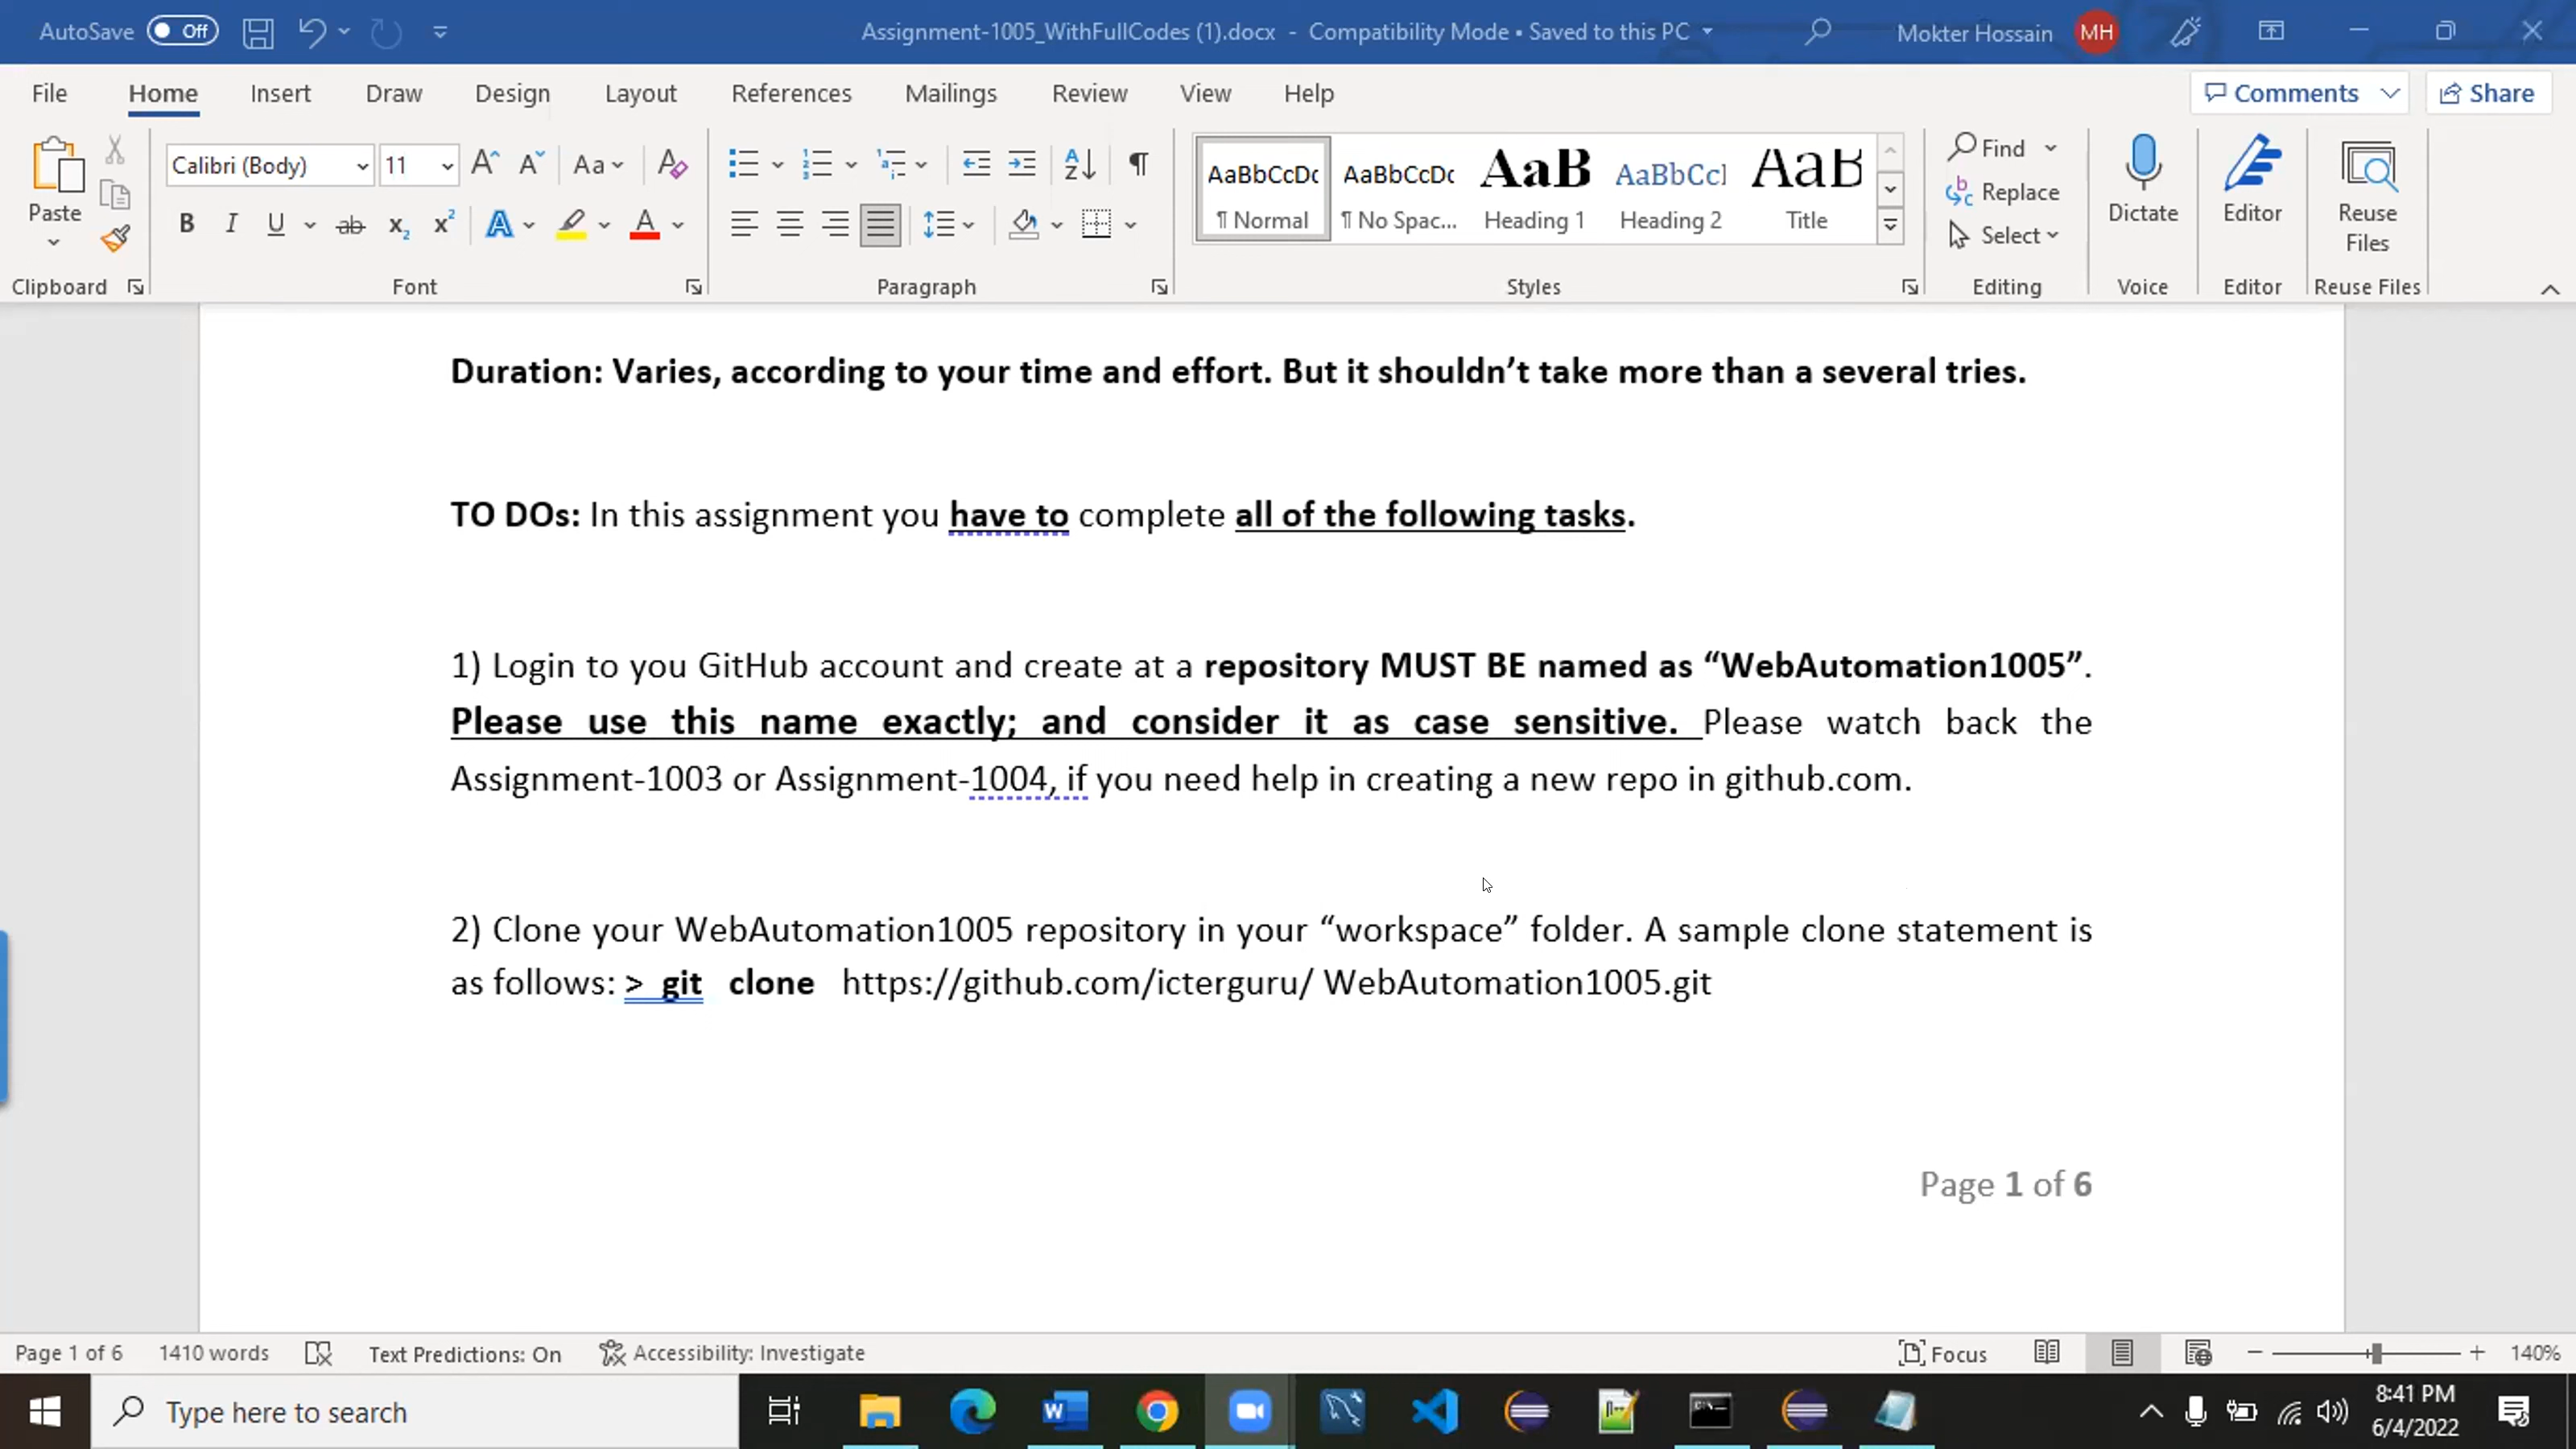 AutoSave Off Assignment-1005_WithFullCodes (1).docx - Compatibility Mode • Saved to this PC Mokter Hossain MH
File Home Insert Draw Design Layout References Mailings Review View Help Comments Share
Paste
Clipboard
Calibri (Body) 11 Aa
B I U ab x₂ x² A A
Font
Paragraph
AaBbCcDc AaBbCcDc AaB AaBbCcl AaB
¶ Normal ¶ No Spac... Heading 1 Heading 2 Title
Styles
Find
Replace
Select
Editing
Dictate
Voice
Editor
Editor
Reuse
Files
Reuse Files
Duration: Varies, according to your time and effort. But it shouldn’t take more than a several tries.
TO DOs: In this assignment you have to complete all of the following tasks.
1) Login to you GitHub account and create at a repository MUST BE named as “WebAutomation1005”.
Please use this name exactly; and consider it as case sensitive. Please watch back the
Assignment-1003 or Assignment-1004, if you need help in creating a new repo in github.com.
2) Clone your WebAutomation1005 repository in your “workspace” folder. A sample clone statement is
as follows: > git clone https://github.com/icterguru/ WebAutomation1005.git
Page 1 of 6
Page 1 of 6 1410 words Text Predictions: On Accessibility: Investigate Focus 140%
Type here to search
8:41 PM
6/4/2022